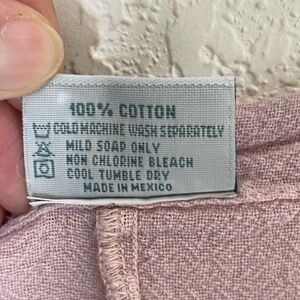 100% COTTON
COLD MACHINE WASH SEPARATELY
MILD SOAP ONLY
NON CHLORINE BLEACH
COOL TUMBLE DRY
MADE IN MEXICO